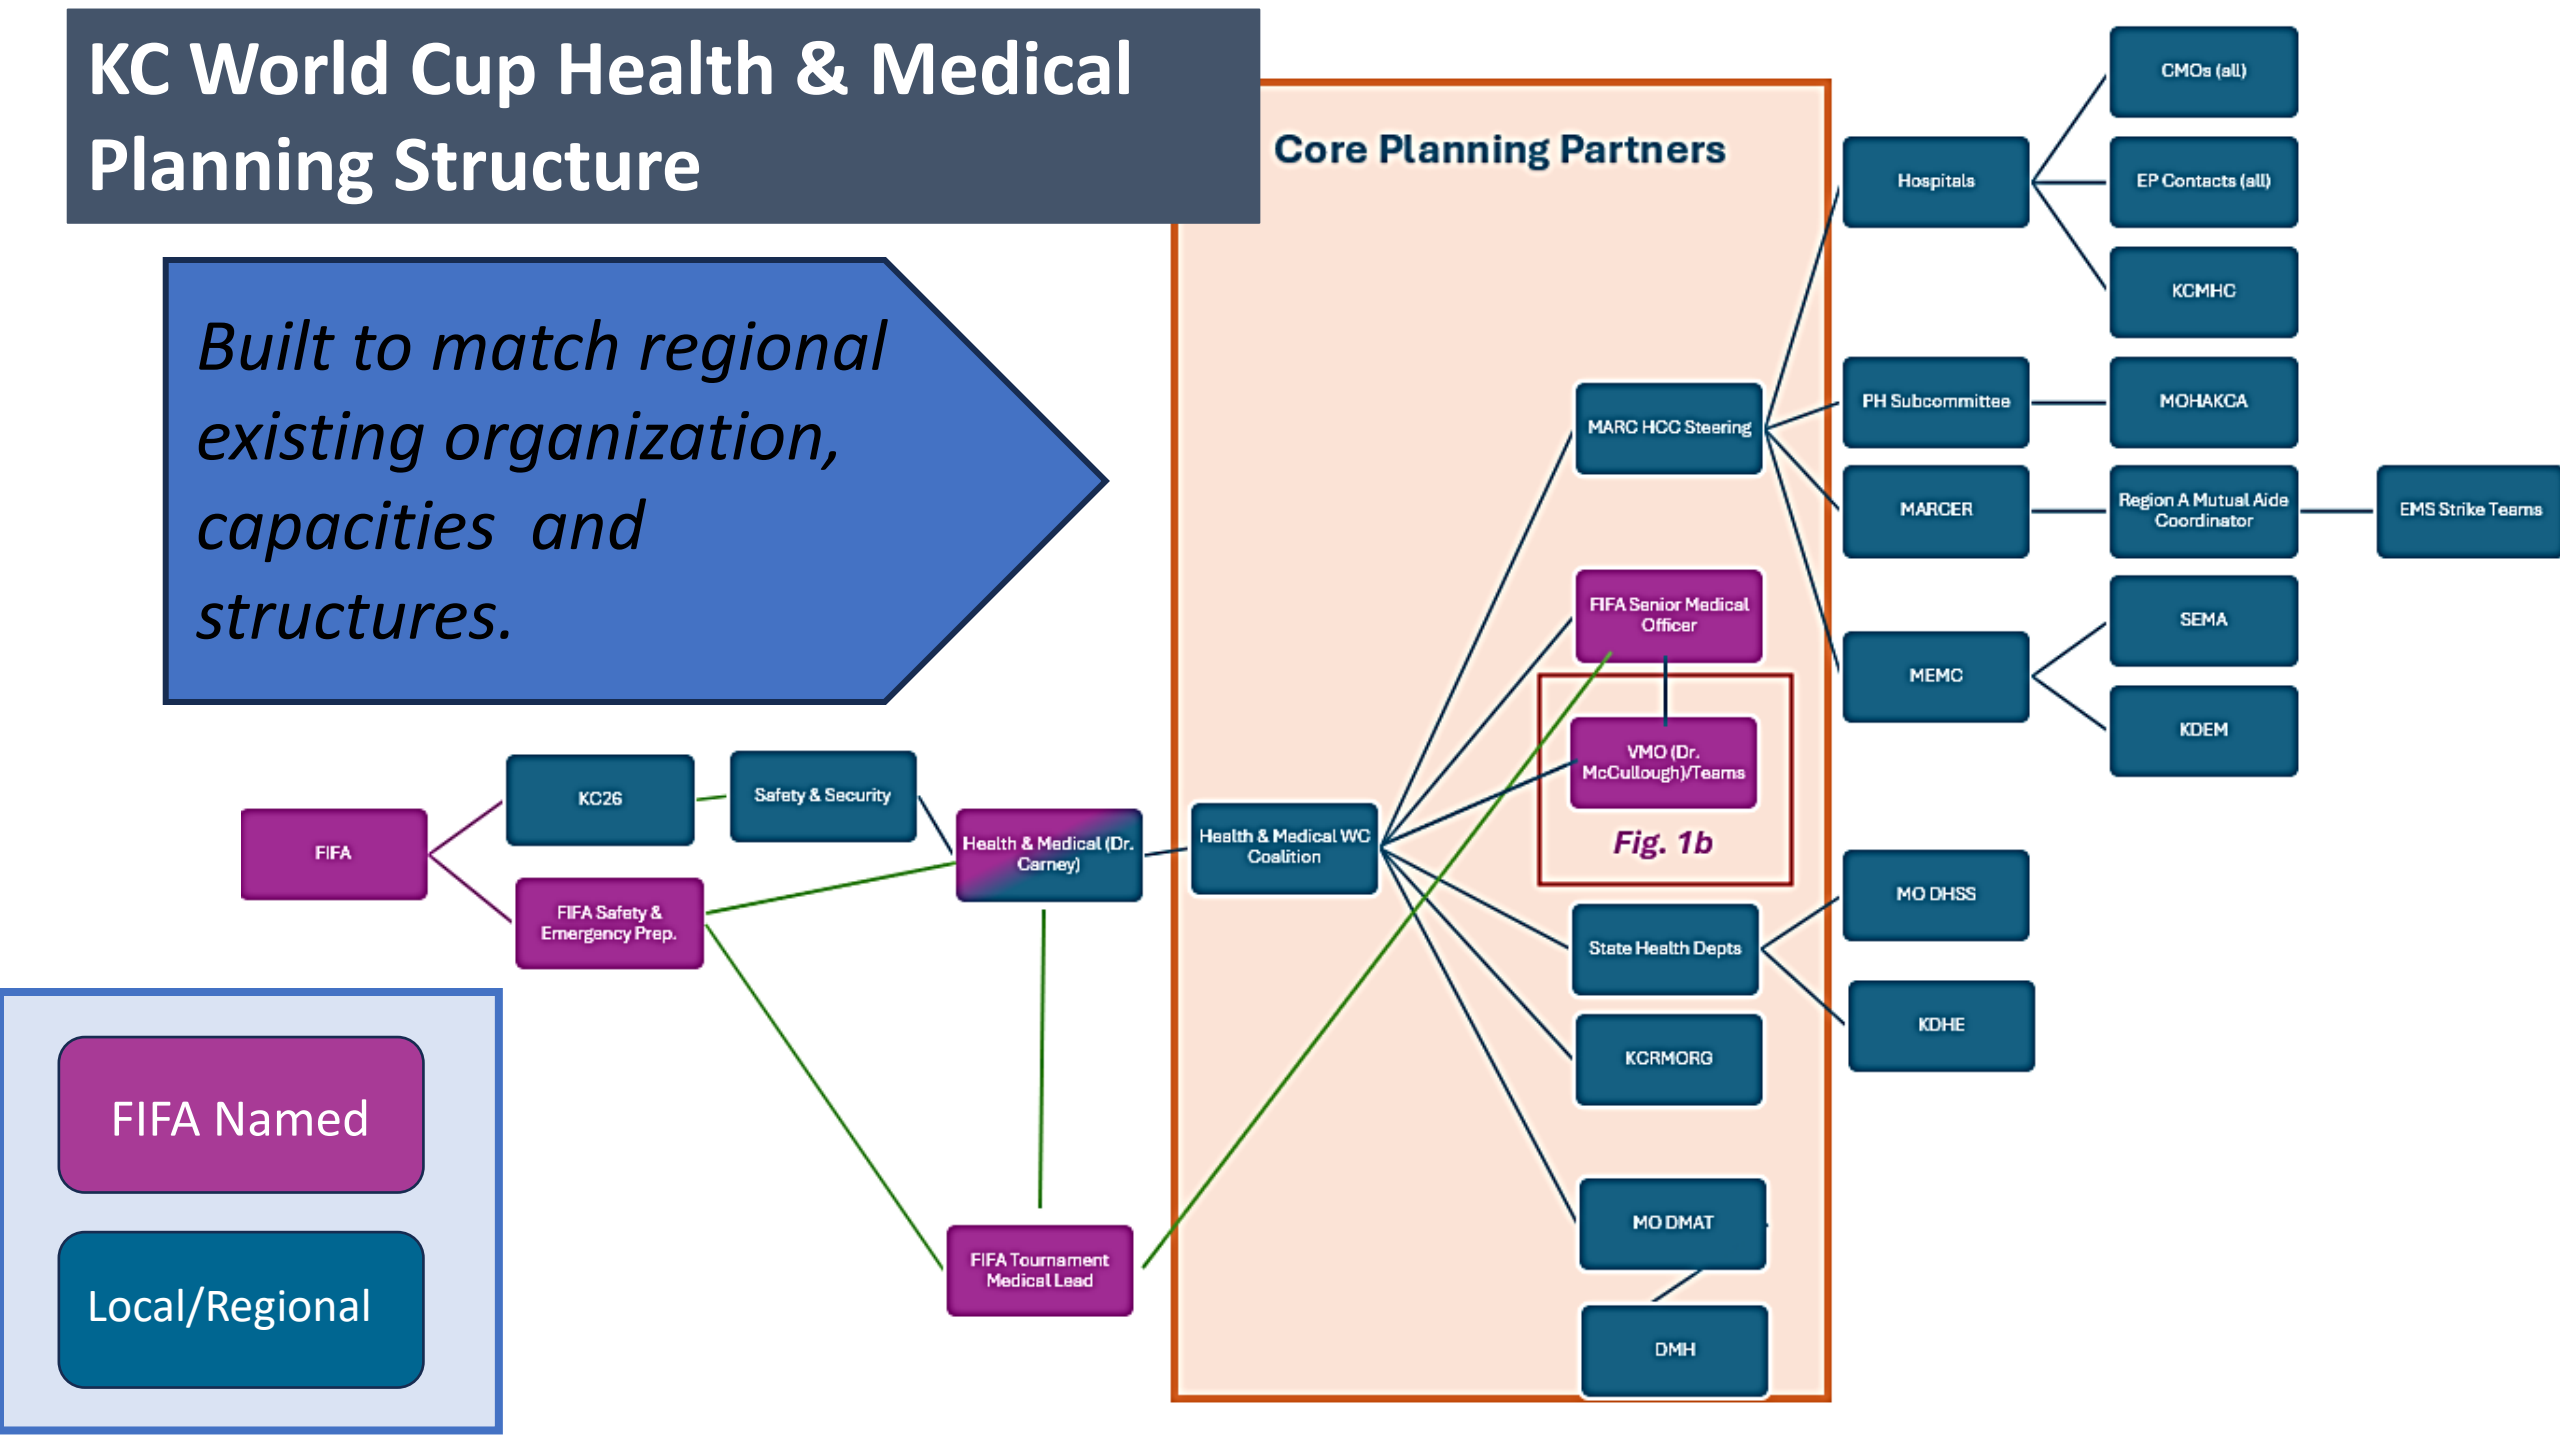 KC World Cup Health & Medical
Planning Structure
Built to match regional
existing organization,
capacities and
structures.
Core Planning Partners
CMOs (all)
Hospitals
EP Contacts (all)
KCMHC
MARC HCC Steering
PH Subcommittee
MOHAKCA
MARCER
Region A Mutual Aide
Coordinator
EMS Strike Teams
FIFA Senior Medical
Officer
MEMC
SEMA
KDEM
VMO (Dr.
McCullough)/Teams
Fig. 1b
FIFA
KC26
Safety & Security
FIFA Safety &
Emergency Prep.
Health & Medical (Dr.
Carney)
Health & Medical WC
Coalition
State Health Depts
MO DHSS
KDHE
KCRMORG
FIFA Tournament
Medical Lead
MO DMAT
DMH
FIFA Named
Local/Regional